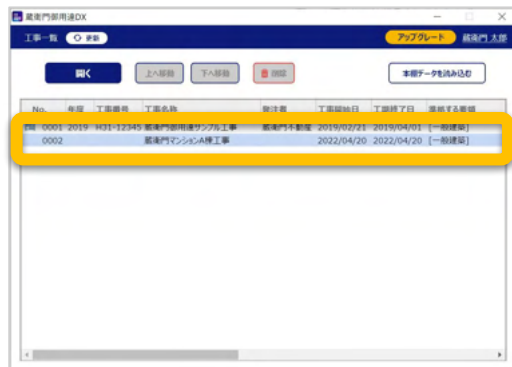 蔵衛門御用達DX
工事一覧 更新 アップグレード 蔵衛門 太郎
開く 上へ移動 下へ移動 削除 本棚データを読み込む
No. 年度 工事番号 工事名称 発注者 工事開始日 工期終了日 準拠する要領
0001 2019 H31-12345 蔵衛門御用達サンプル工事 蔵衛門不動産 2019/02/21 2019/04/01 [一般建築]
0002 蔵衛門マンションA棟工事 2022/04/20 2022/04/20 [一般建築]